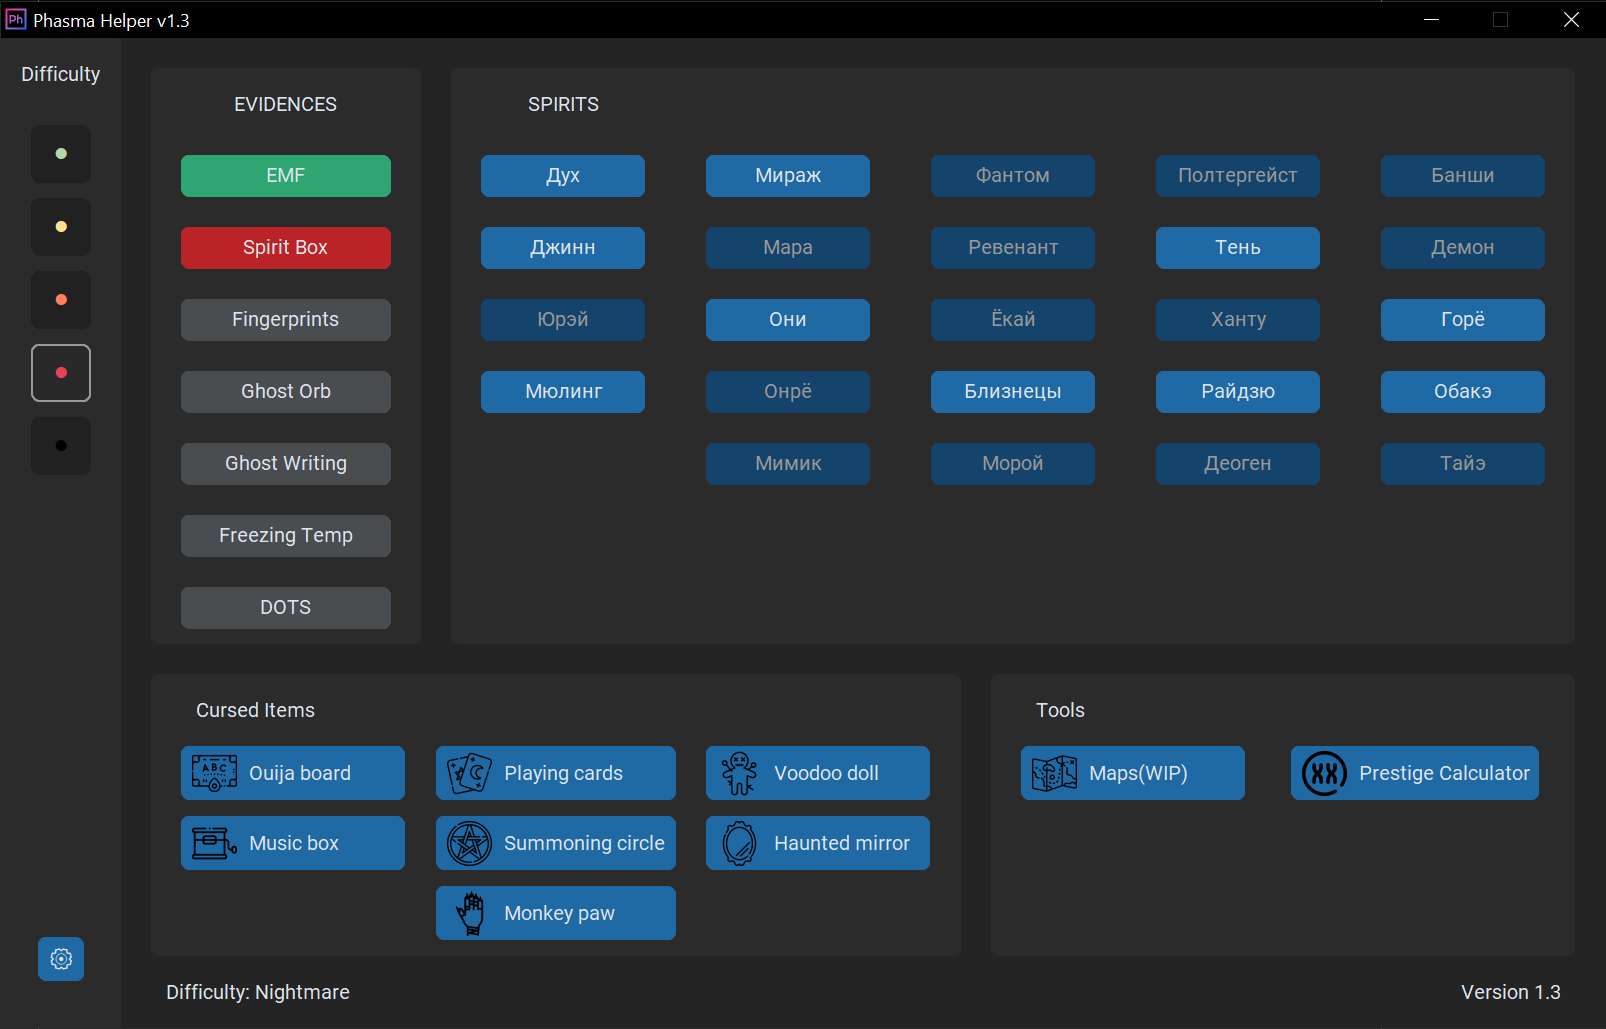 Ph Phasma Helper v1.3
Difficulty
EVIDENCES
EMF
Spirit Box
Fingerprints
Ghost Orb
Ghost Writing
Freezing Temp
DOTS
SPIRITS
Дух Мираж Фантом Полтергейст Банши
Джинн Мара Ревенант Тень Демон
Юрэй Они Ёкай Ханту Горё
Мюлинг Онрё Близнецы Райдзю Обакэ
Мимик Морой Деоген Тайэ
Cursed Items
ABC Ouija board Playing cards Voodoo doll
Music box Summoning circle Haunted mirror
Monkey paw
Tools
Maps(WIP) XX Prestige Calculator
Difficulty: Nightmare
Version 1.3